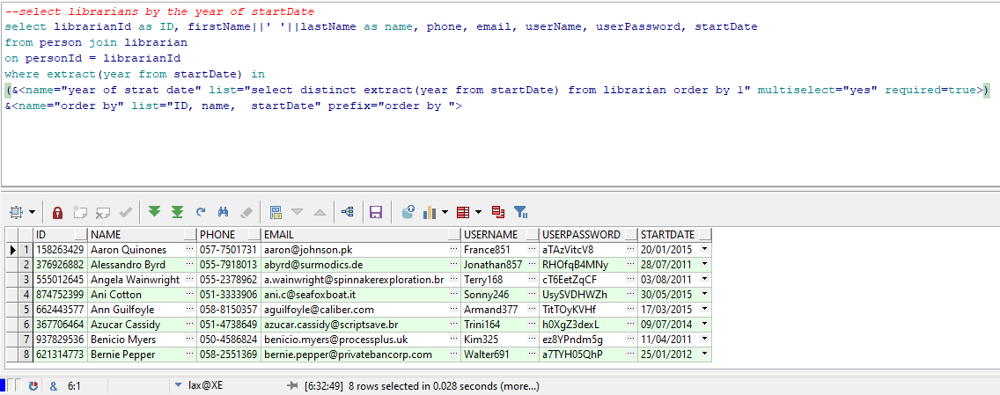 --select librarians by the year of startDate
select librarianId as ID, firstName||' '||lastName as name, phone, email, userName, userPassword, startDate
from person join librarian
on personId = librarianId
where extract(year from startDate) in
(&<name="year of strat date" list="select distinct extract(year from startDate) from librarian order by 1" multiselect="yes" required=true>)
&<name="order by" list="ID, name,  startDate" prefix="order by ">
ID NAME PHONE EMAIL USERNAME USERPASSWORD STARTDATE
1 158263429 Aaron Quinones ... 057-7501731 aaron@johnson.pk ... France851 ... aTAzVitcV8 ... 20/01/2015
2 376926882 Alessandro Byrd ... 055-7918013 abyrd@surmodics.de ... Jonathan857 ... RHOfqB4MNy ... 28/07/2011
3 555012645 Angela Wainwright ... 055-2378962 a.wainwright@spinnakerexploration.br ... Terry168 ... cT6EetZqCF ... 03/08/2011
4 874752399 Ani Cotton ... 051-3333906 ani.c@seafoxboat.it ... Sonny246 ... UsySVDHWZh ... 30/05/2015
5 662443577 Ann Guilfoyle ... 058-8150357 aguilfoyle@caliber.com ... Armand377 ... TitTOyKVHf ... 17/03/2015
6 367706464 Azucar Cassidy ... 051-4738649 azucar.cassidy@scriptsave.br ... Trini164 ... h0XgZ3dexL ... 09/07/2014
7 937829536 Benicio Myers ... 050-4586824 benicio.myers@processplus.uk ... Kim325 ... ez8YPndm5g ... 11/04/2011
8 621314773 Bernie Pepper ... 058-2551369 bernie.pepper@privatebancorp.com ... Walter691 ... a7TYH05QhP ... 25/01/2012
& 6:1 lax@XE [6:32:49] 8 rows selected in 0.028 seconds (more...)